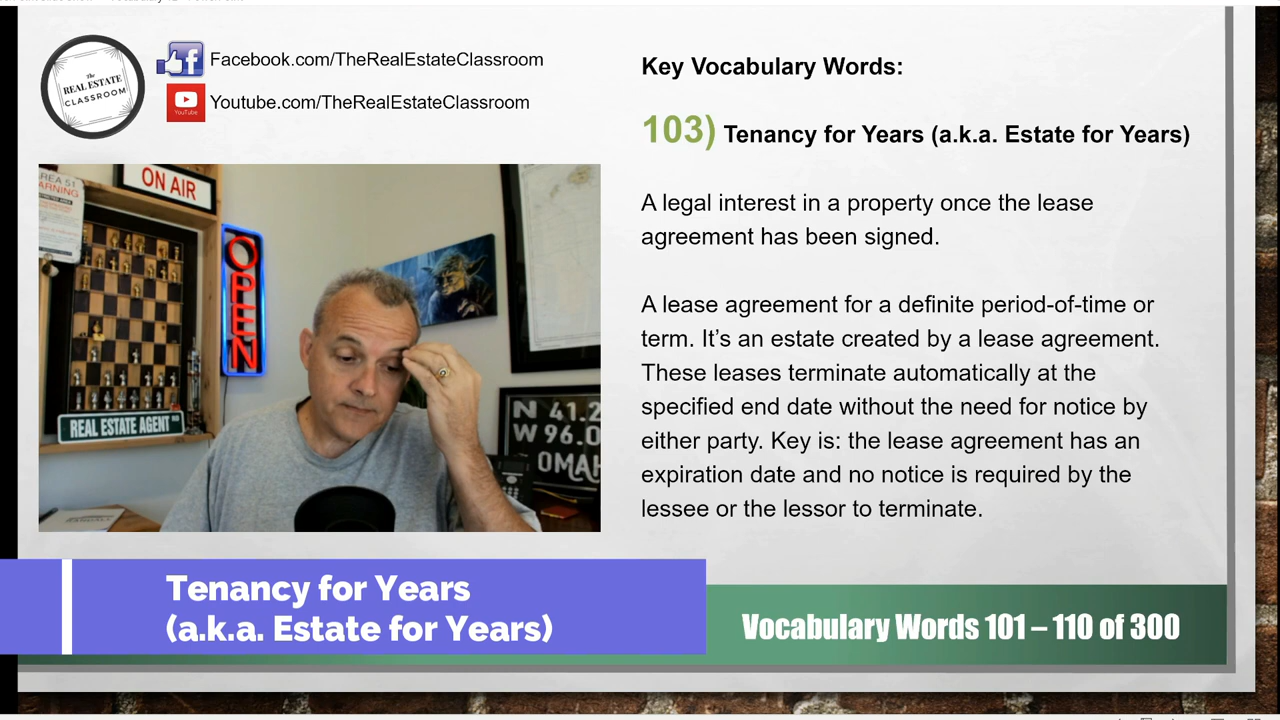 The
REAL ESTATE
CLASSROOM
Facebook.com/TheRealEstateClassroom
YouTube
Youtube.com/TheRealEstateClassroom
Key Vocabulary Words:
103) Tenancy for Years (a.k.a. Estate for Years)
A legal interest in a property once the lease
agreement has been signed.
A lease agreement for a definite period-of-time or
term. It’s an estate created by a lease agreement.
These leases terminate automatically at the
specified end date without the need for notice by
either party. Key is: the lease agreement has an
expiration date and no notice is required by the
lessee or the lessor to terminate.
AREA 51
WARNING
ON AIR
OPEN
REAL ESTATE AGENT
N 41.2
W 96.0
OMAH
Tenancy for Years
(a.k.a. Estate for Years)
Vocabulary Words 101 – 110 of 300